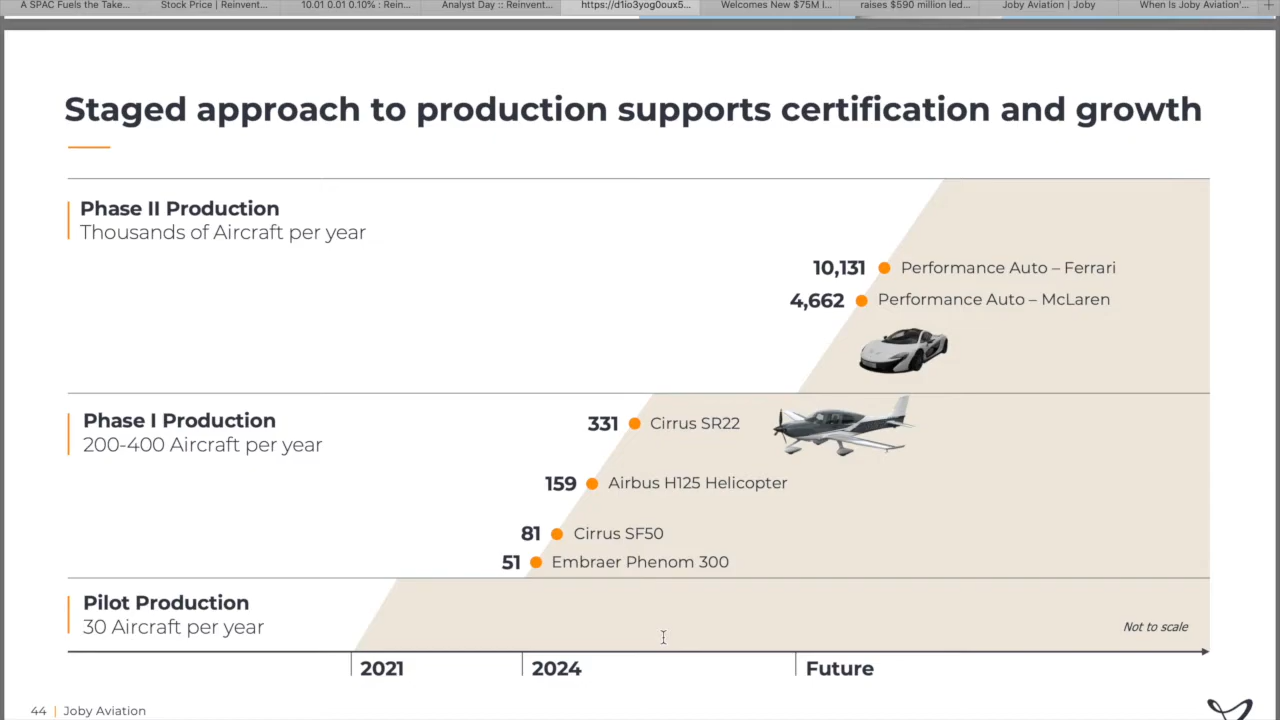 A SPAC Fuels the Take... Stock Price | Reinvent... 10.01 0.01 0.10% : Rein... Analyst Day :: Reinvent... https://d1io3yog0oux5... Welcomes New $75M I... raises $590 million led... Joby Aviation | Joby When Is Joby Aviation'...
Staged approach to production supports certification and growth
Phase II Production
Thousands of Aircraft per year
10,131 Performance Auto – Ferrari
4,662 Performance Auto – McLaren
Phase I Production
200-400 Aircraft per year
331 Cirrus SR22
159 Airbus H125 Helicopter
81 Cirrus SF50
51 Embraer Phenom 300
Pilot Production
30 Aircraft per year
Not to scale
2021 2024 Future
44 | Joby Aviation